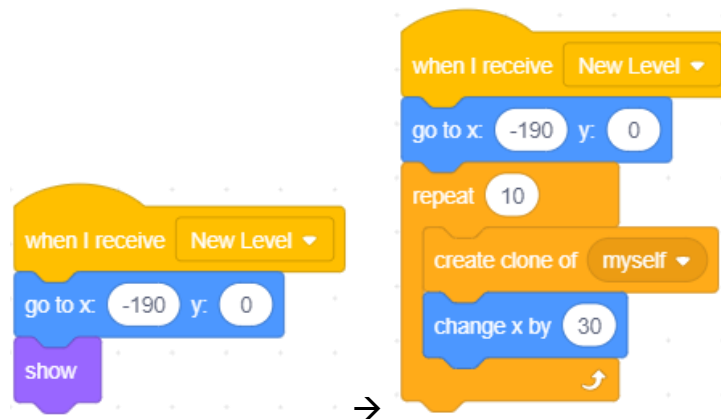 when I receive New Level
go to x: -190 y: 0
show
→
when I receive New Level
go to x: -190 y: 0
repeat 10
create clone of myself
change x by 30